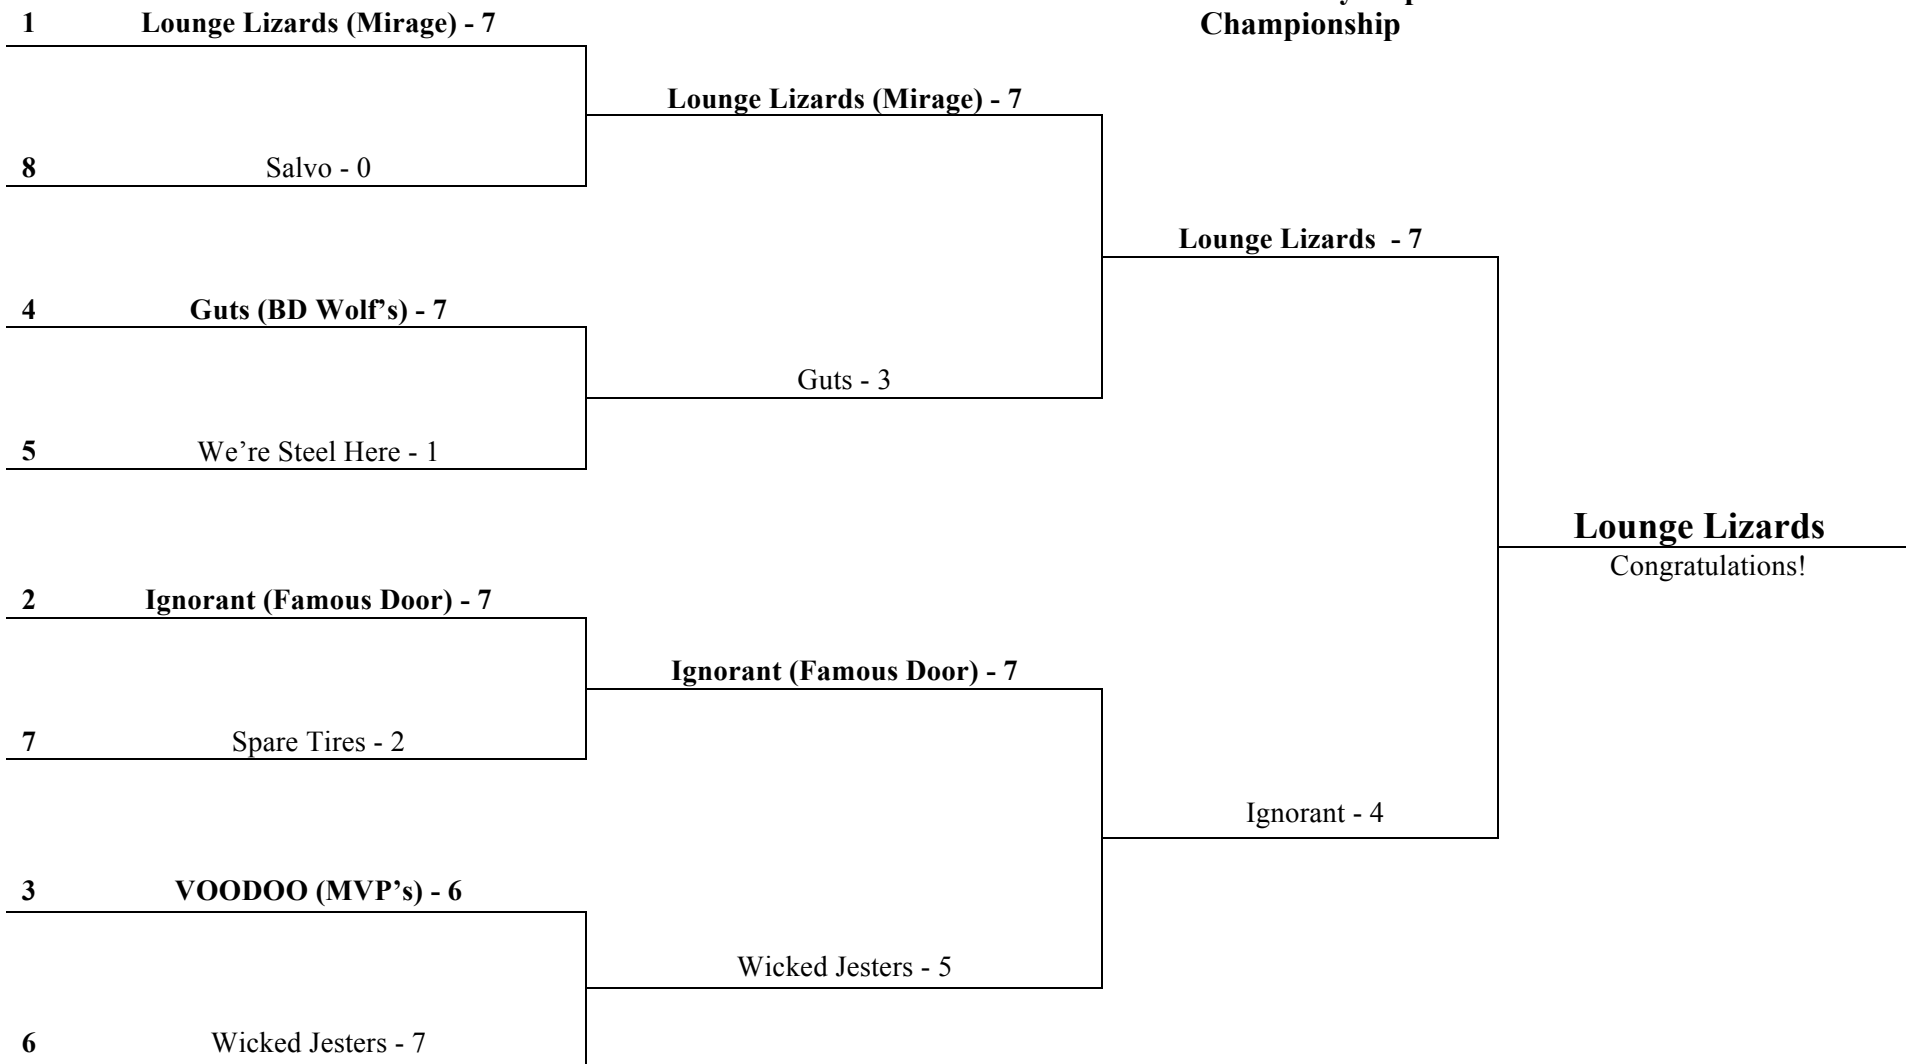 Championship
1 Lounge Lizards (Mirage) - 7
Lounge Lizards (Mirage) - 7
8 Salvo - 0
Lounge Lizards - 7
4 Guts (BD Wolf’s) - 7
Guts - 3
5 We’re Steel Here - 1
Lounge Lizards
Congratulations!
2 Ignorant (Famous Door) - 7
Ignorant (Famous Door) - 7
7 Spare Tires - 2
Ignorant - 4
3 VOODOO (MVP’s) - 6
Wicked Jesters - 5
6 Wicked Jesters - 7